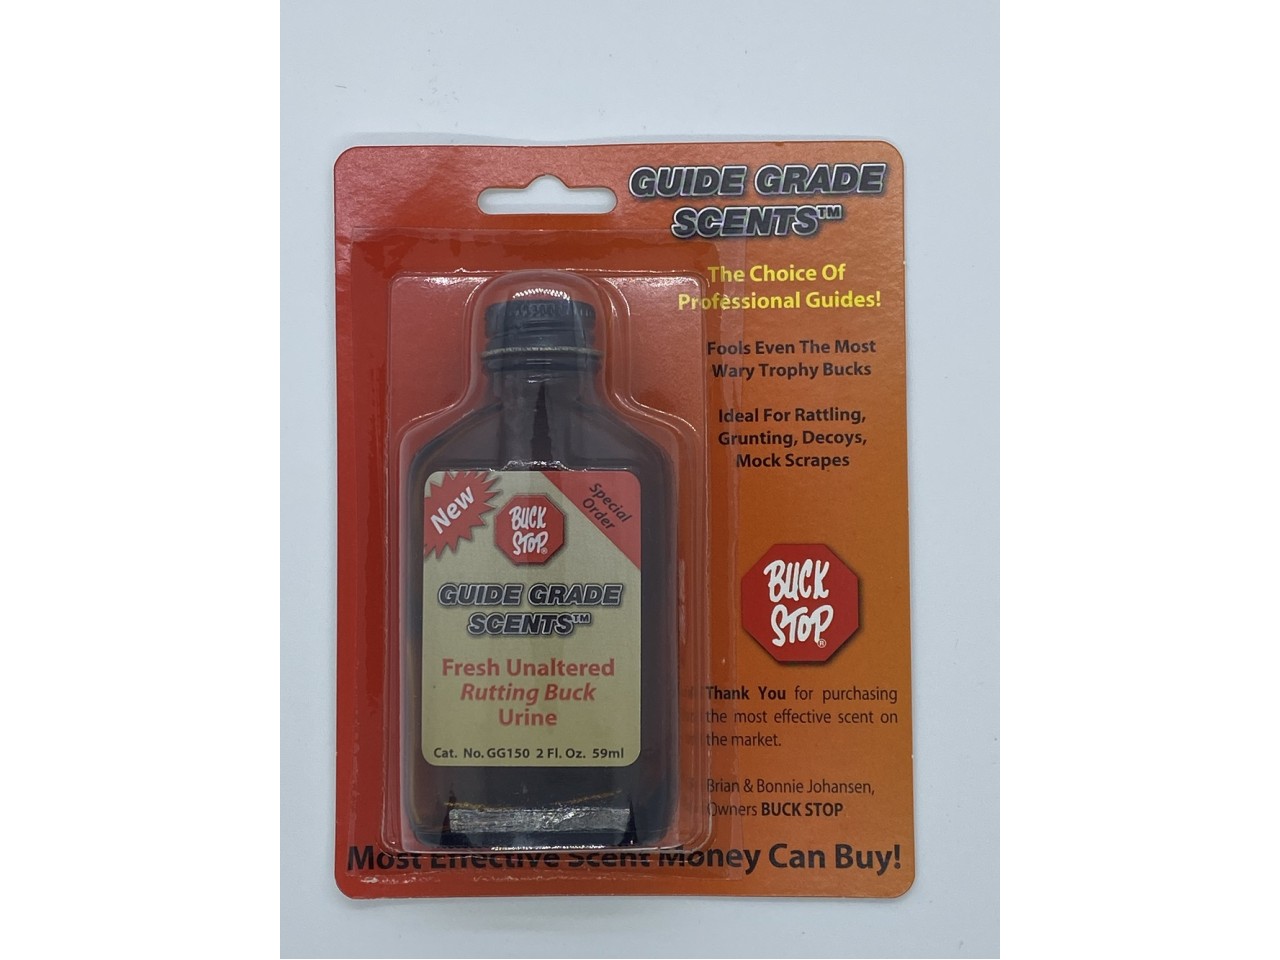 GUIDE GRADE
SCENTS™
The Choice Of
Professional Guides!
Fools Even The Most
Wary Trophy Bucks
Ideal For Rattling,
Grunting, Decoys,
Mock Scrapes
BUCK
STOP®
Thank You for purchasing
the most effective scent on
the market.
Brian & Bonnie Johansen,
Owners BUCK STOP
New
BUCK
STOP®
Special
Order
GUIDE GRADE
SCENTS™
Fresh Unaltered
Rutting Buck
Urine
Cat. No. GG150 2 Fl. Oz. 59ml
Most Effective Scent Money Can Buy!